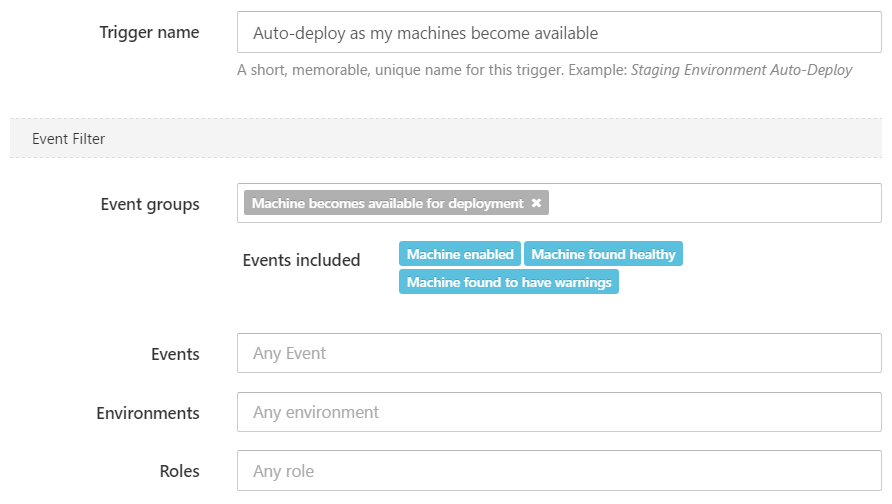 Trigger name
Auto-deploy as my machines become available
A short, memorable, unique name for this trigger. Example: Staging Environment Auto-Deploy
Event Filter
Event groups
Machine becomes available for deployment ✖
Events included
Machine enabled Machine found healthy
Machine found to have warnings
Events
Any Event
Environments
Any environment
Roles
Any role